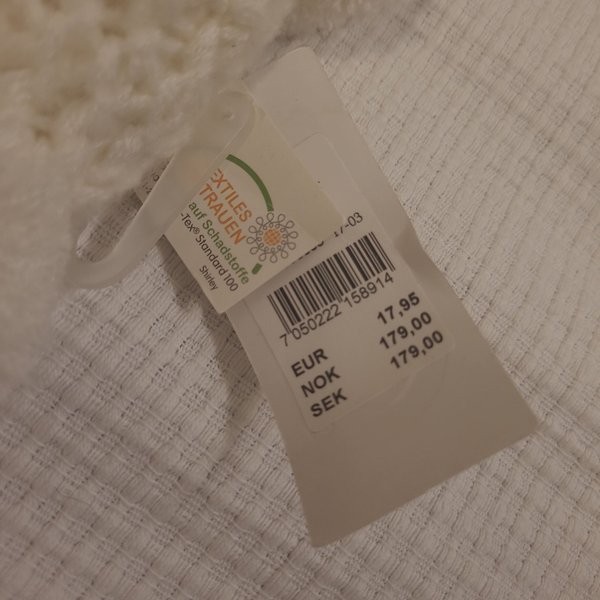 EXTILES
TRAUEN
auf Schadstoffe
-Tex® Standard 100
Shirley
17-03
7 050222 158914
EUR 17,95
NOK 179,00
SEK 179,00